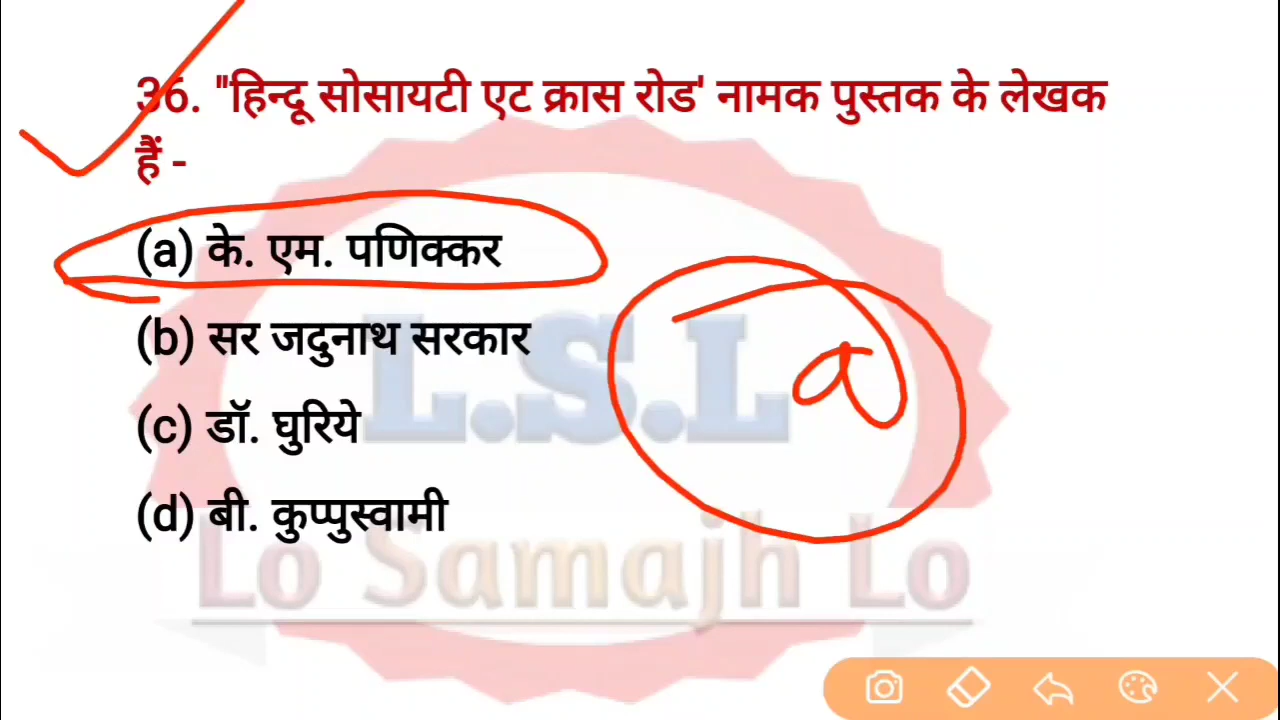 36. "हिन्दू सोसायटी एट क्रास रोड' नामक पुस्तक के लेखक
हैं -
(a) के. एम. पणिक्कर
(b) सर जदुनाथ सरकार
(c) डॉ. घुरिये
(d) बी. कुप्पुस्वामी
a
L.S.L
Lo Samajh Lo